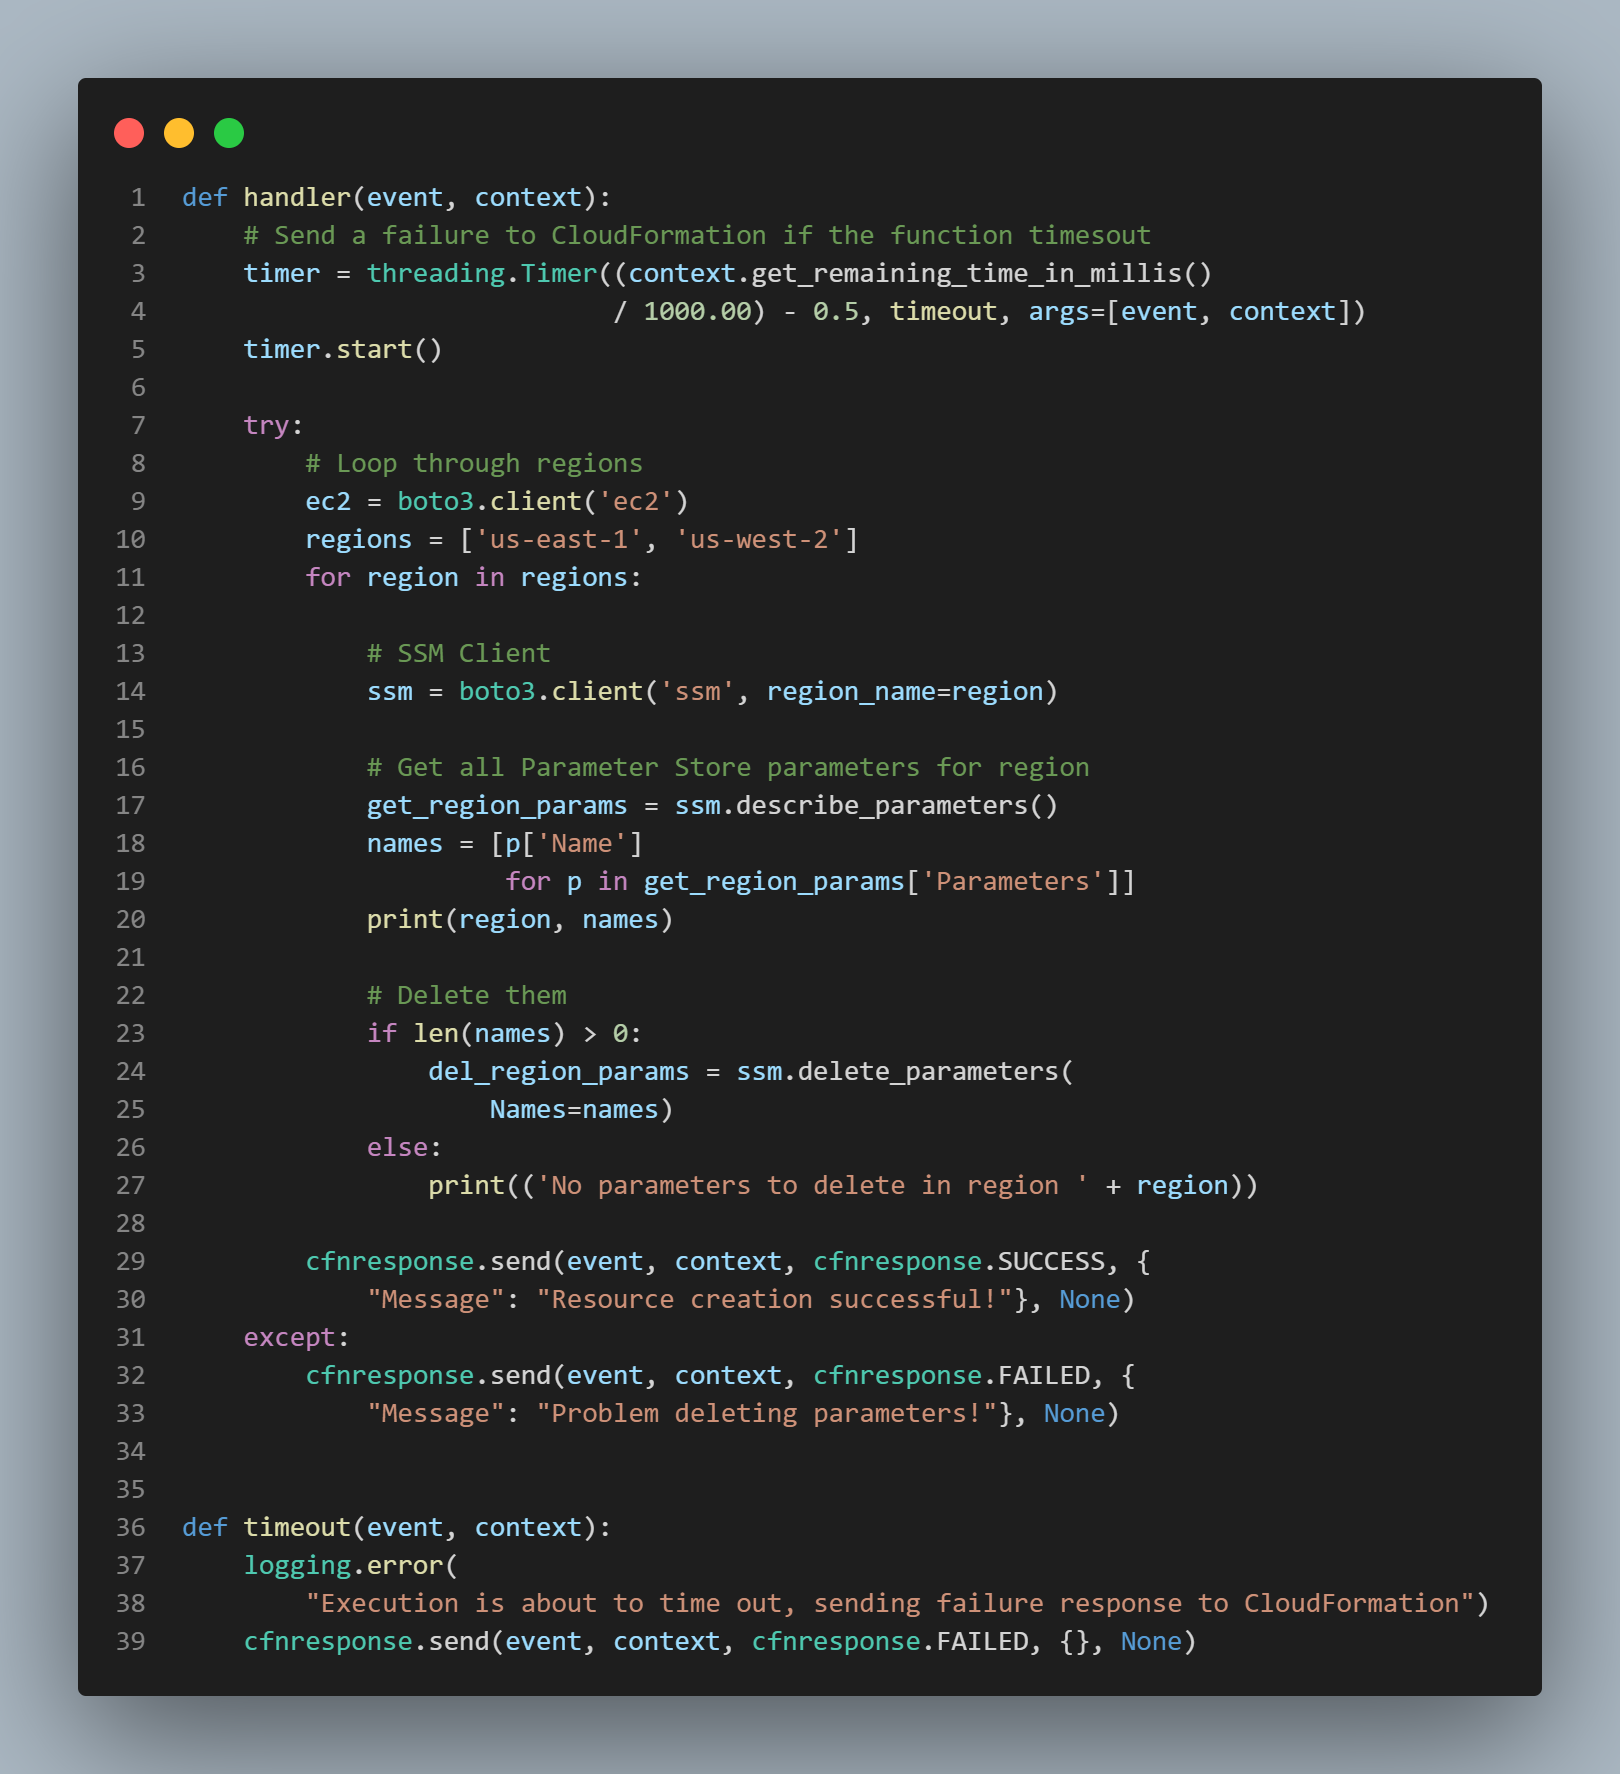 1 def handler(event, context):
2     # Send a failure to CloudFormation if the function timesout
3     timer = threading.Timer((context.get_remaining_time_in_millis()
4                             / 1000.00) - 0.5, timeout, args=[event, context])
5     timer.start()
6
7     try:
8         # Loop through regions
9         ec2 = boto3.client('ec2')
10         regions = ['us-east-1', 'us-west-2']
11         for region in regions:
12
13             # SSM Client
14             ssm = boto3.client('ssm', region_name=region)
15
16             # Get all Parameter Store parameters for region
17             get_region_params = ssm.describe_parameters()
18             names = [p['Name']
19                      for p in get_region_params['Parameters']]
20             print(region, names)
21
22             # Delete them
23             if len(names) > 0:
24                 del_region_params = ssm.delete_parameters(
25                     Names=names)
26             else:
27                 print(('No parameters to delete in region ' + region))
28
29         cfnresponse.send(event, context, cfnresponse.SUCCESS, {
30             "Message": "Resource creation successful!"}, None)
31     except:
32         cfnresponse.send(event, context, cfnresponse.FAILED, {
33             "Message": "Problem deleting parameters!"}, None)
34
35
36 def timeout(event, context):
37     logging.error(
38         "Execution is about to time out, sending failure response to CloudFormation")
39     cfnresponse.send(event, context, cfnresponse.FAILED, {}, None)